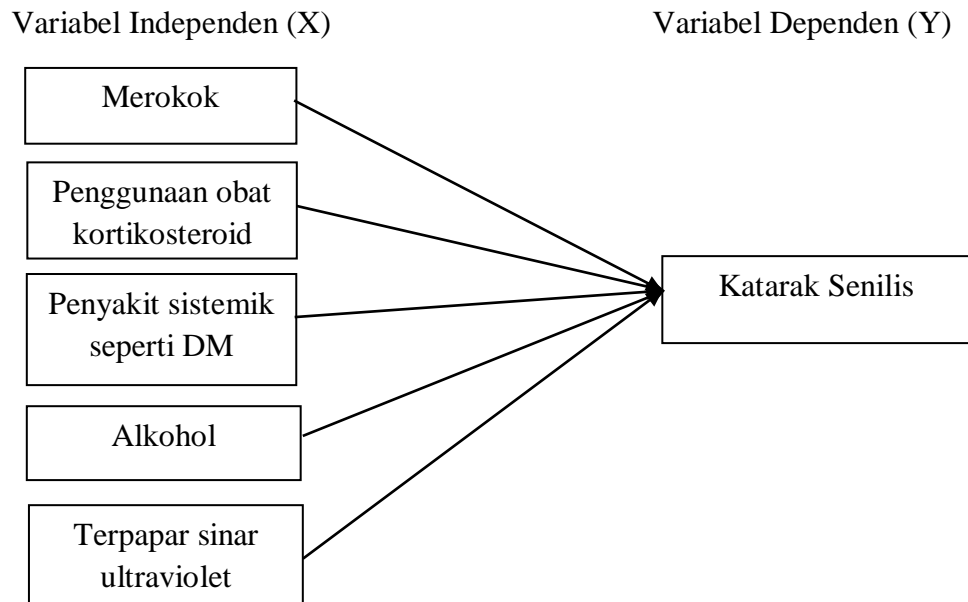 Variabel Independen (X)
Variabel Dependen (Y)
Merokok
Penggunaan obat
kortikosteroid
Penyakit sistemik
seperti DM
Alkohol
Terpapar sinar
ultraviolet
Katarak Senilis